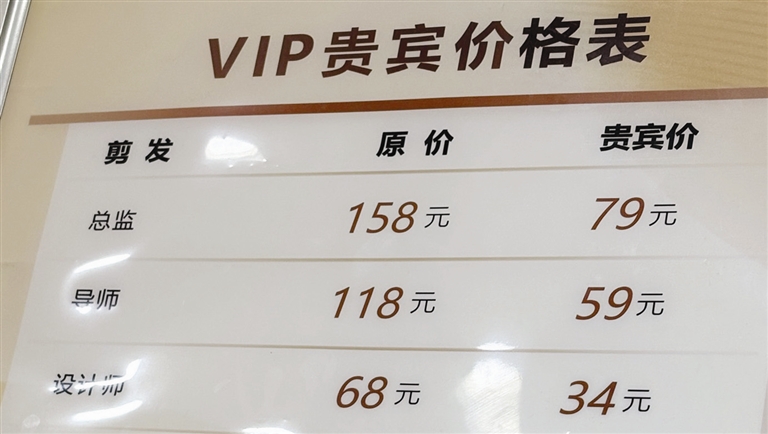 VIP贵宾价格表
剪发 原价 贵宾价
总监 158元 79元
导师 118元 59元
设计师 68元 34元